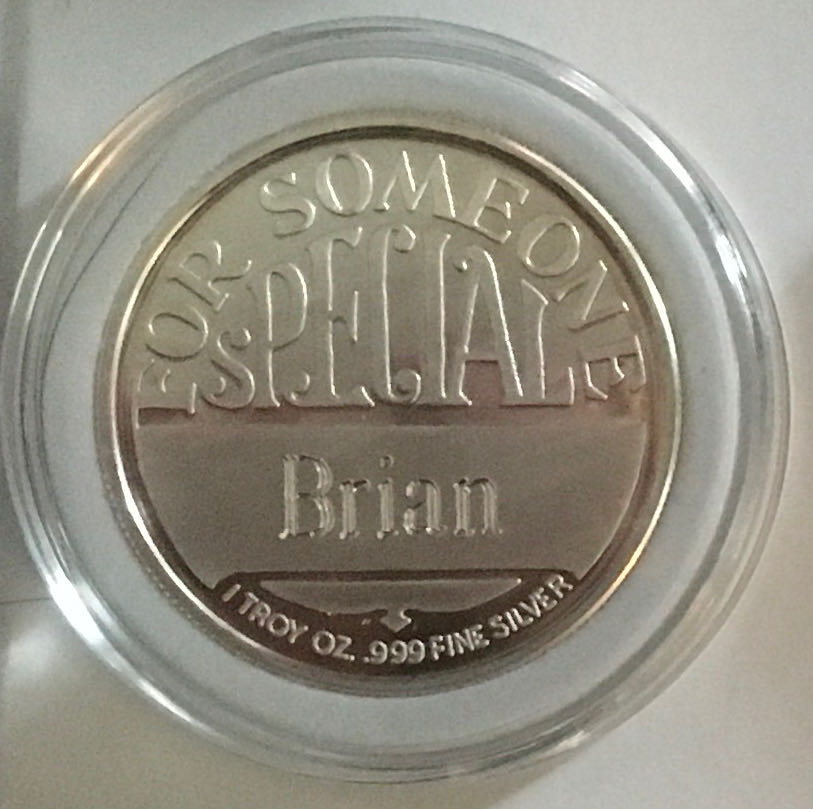 FOR SOMEONE
SPECIAL
Brian
1 TROY OZ. .999 FINE SILVER